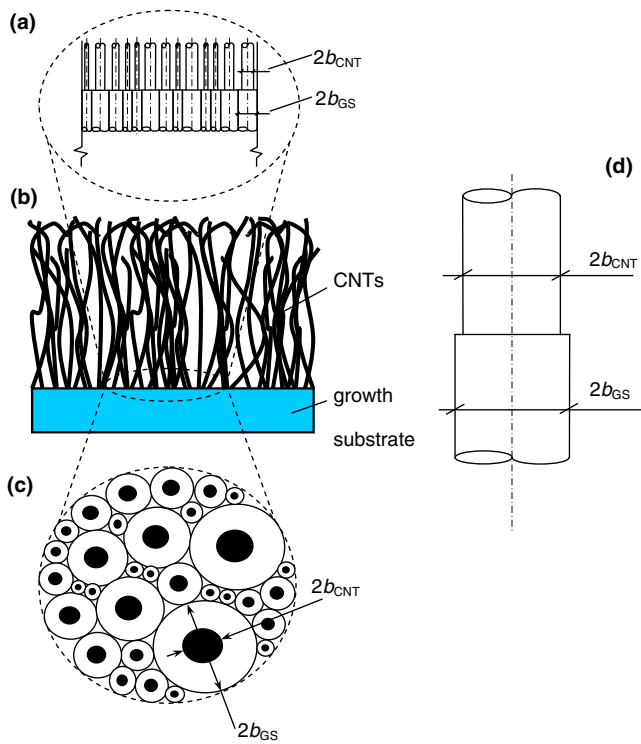 (a)
2bCNT
2bGS
(b)
CNTs
growth
substrate
(c)
2bCNT
2bGS
(d)
2bCNT
2bGS